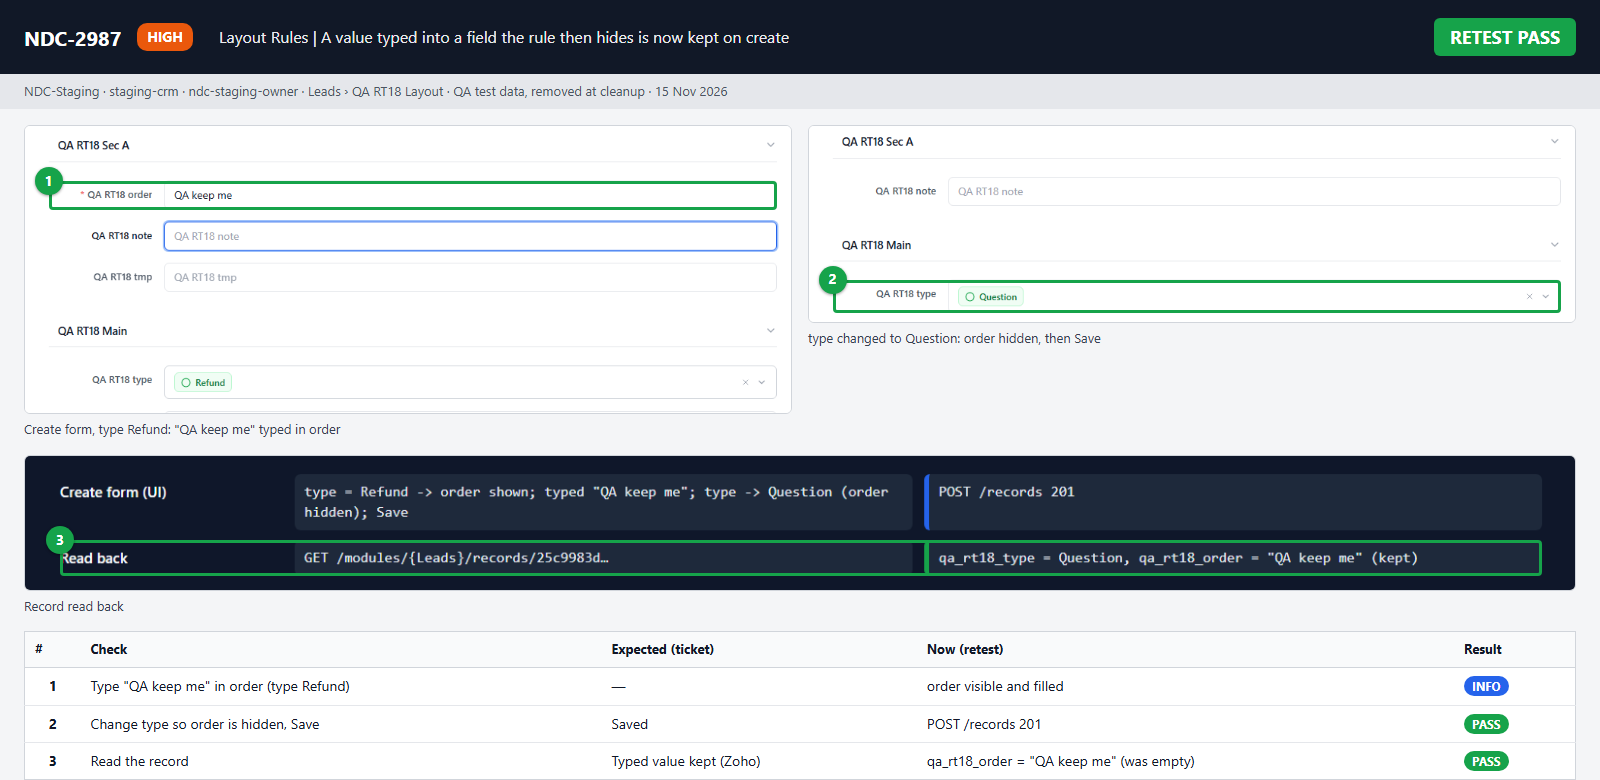 NDC-2987 HIGH Layout Rules | A value typed into a field the rule then hides is now kept on create RETEST PASS
NDC-Staging · staging-crm · ndc-staging-owner · Leads › QA RT18 Layout · QA test data, removed at cleanup · 15 Nov 2026
QA RT18 Sec A
1
* QA RT18 order QA keep me
QA RT18 note QA RT18 note
QA RT18 tmp QA RT18 tmp
QA RT18 Main
QA RT18 type Refund
Create form, type Refund: "QA keep me" typed in order
QA RT18 Sec A
QA RT18 note QA RT18 note
QA RT18 Main
2
QA RT18 type Question
type changed to Question: order hidden, then Save
Create form (UI) type = Refund -> order shown; typed "QA keep me"; type -> Question (order POST /records 201
hidden); Save
3
Read back GET /modules/{Leads}/records/25c9983d… qa_rt18_type = Question, qa_rt18_order = "QA keep me" (kept)
Record read back
# Check Expected (ticket) Now (retest) Result
1 Type "QA keep me" in order (type Refund) — order visible and filled INFO
2 Change type so order is hidden, Save Saved POST /records 201 PASS
3 Read the record Typed value kept (Zoho) qa_rt18_order = "QA keep me" (was empty) PASS